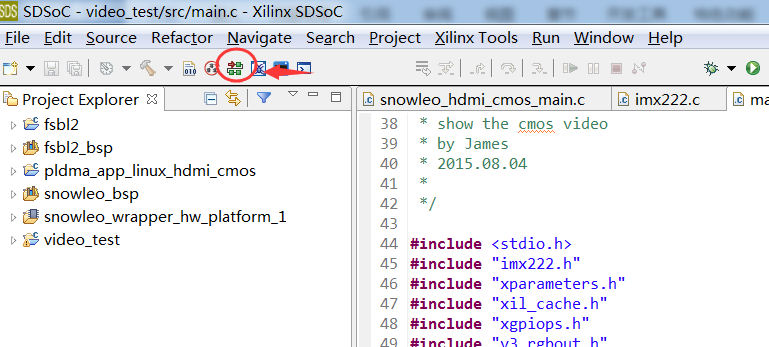 SDS SDSoC - video_test/src/main.c - Xilinx SDSoC
File Edit Source Refactor Navigate Search Project Xilinx Tools Run Window Help
010
Project Explorer
snowleo_hdmi_cmos_main.c imx222.c ma
fsbl2
fsbl2_bsp
pldma_app_linux_hdmi_cmos
snowleo_bsp
snowleo_wrapper_hw_platform_1
video_test
38 * show the cmos video
39 * by James
40 * 2015.08.04
41 *
42 */
43
44 #include <stdio.h>
45 #include "imx222.h"
46 #include "xparameters.h"
47 #include "xil_cache.h"
48 #include "xgpiops.h"
49 #include "v3_rgbout.h"